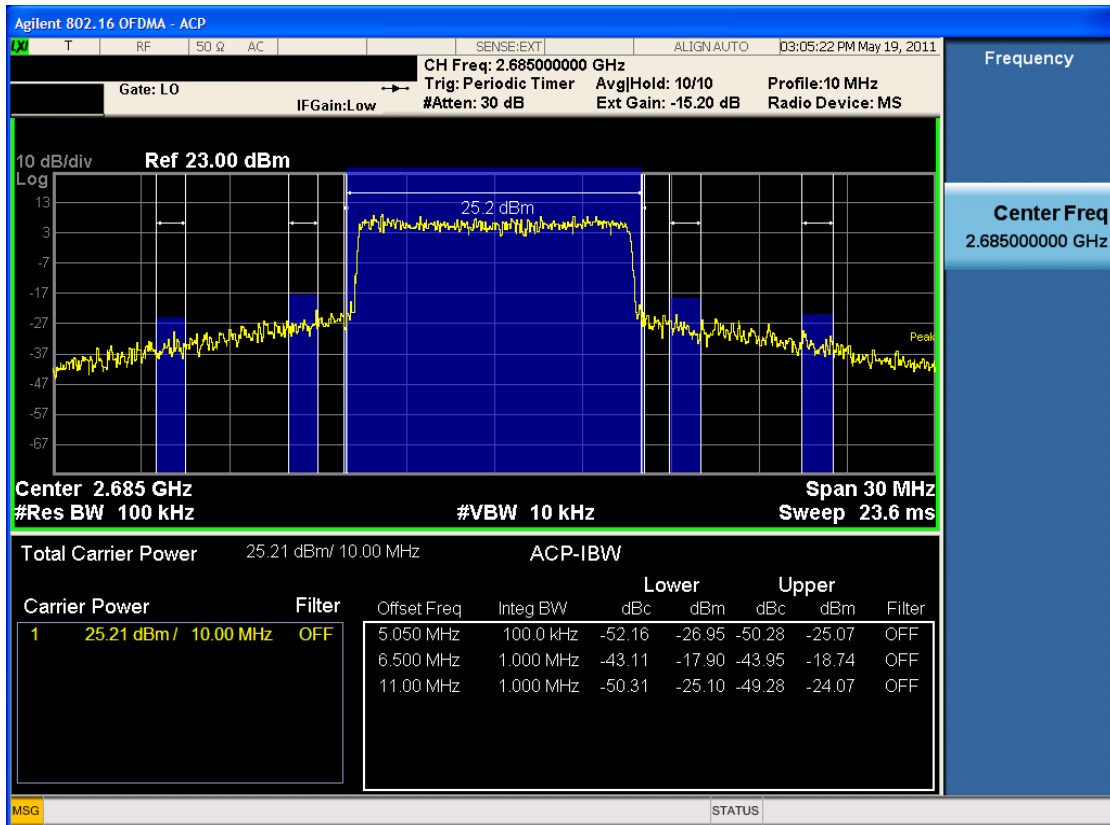 Agilent 802.16 OFDMA - ACP
LXI T RF 50 Ω AC SENSE:EXT ALIGN AUTO 03:05:22 PM May 19, 2011
Frequency
CH Freq: 2.685000000 GHz
Gate: LO Trig: Periodic Timer Avg|Hold: 10/10 Profile:10 MHz
IFGain:Low #Atten: 30 dB Ext Gain: -15.20 dB Radio Device: MS
10 dB/div Ref 23.00 dBm
Log
13
3
-7
-17
-27
-37
-47
-57
-67
25.2 dBm
Peak
Center Freq
2.685000000 GHz
Center 2.685 GHz Span 30 MHz
#Res BW 100 kHz #VBW 10 kHz Sweep 23.6 ms
Total Carrier Power 25.21 dBm/ 10.00 MHz ACP-IBW
Lower Upper
Carrier Power Filter Offset Freq Integ BW dBc dBm dBc dBm Filter
1 25.21 dBm / 10.00 MHz OFF 5.050 MHz 100.0 kHz -52.16 -26.95 -50.28 -25.07 OFF
6.500 MHz 1.000 MHz -43.11 -17.90 -43.95 -18.74 OFF
11.00 MHz 1.000 MHz -50.31 -25.10 -49.28 -24.07 OFF
MSG STATUS